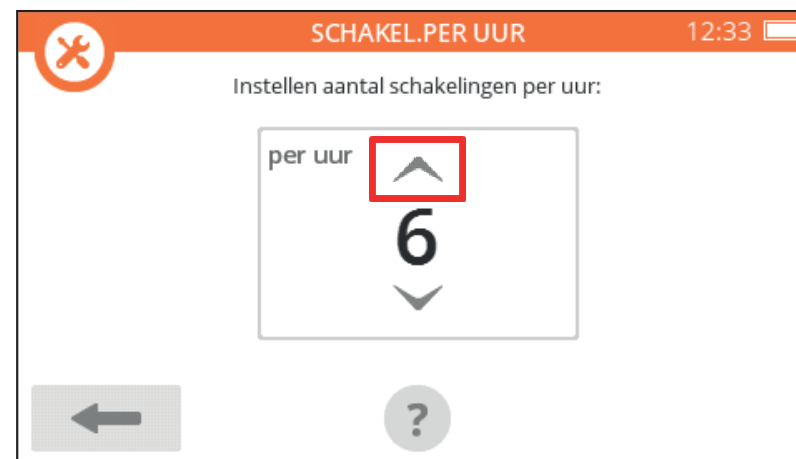 SCHAKEL.PER UUR 12:33
Instellen aantal schakelingen per uur:
per uur
6
?